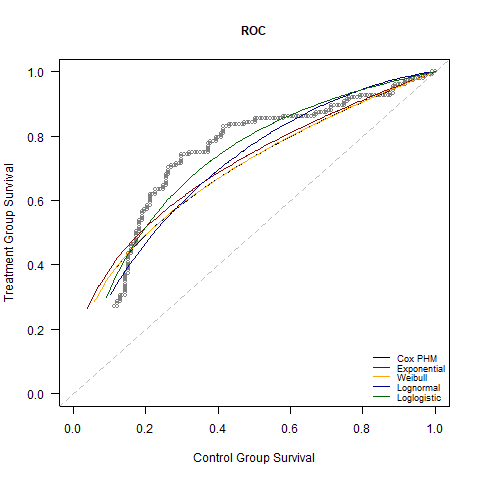 ROC
Treatment Group Survival
1.0
0.8
0.6
0.4
0.2
0.0
0.0 0.2 0.4 0.6 0.8 1.0
Control Group Survival
Cox PHM
Exponential
Weibull
Lognormal
Loglogistic